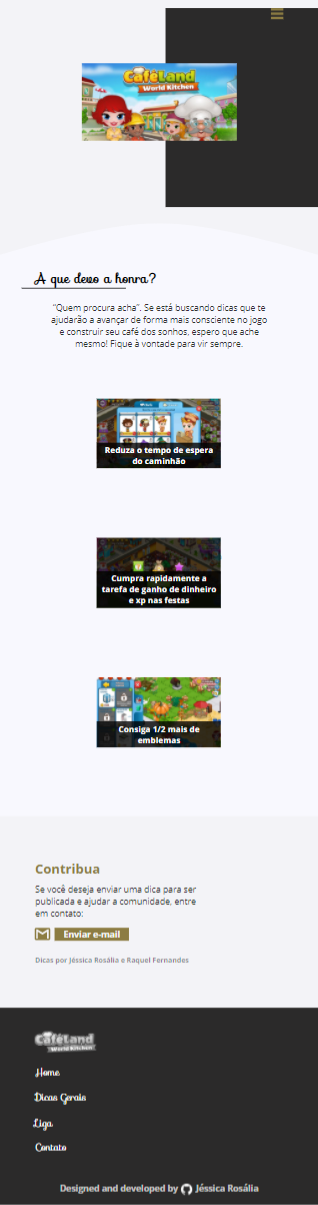 CaféLand
World Kitchen
A que devo a honra?
“Quem procura acha”. Se está buscando dicas que te
ajudarão a avançar de forma mais consciente no jogo
e construir seu café dos sonhos, espero que ache
mesmo! Fique à vontade para vir sempre.
Reduza o tempo de espera
do caminhão
Cumpra rapidamente a
tarefa de ganho de dinheiro
e xp nas festas
Consiga 1/2 mais de
emblemas
Contribua
Se você deseja enviar uma dica para ser
publicada e ajudar a comunidade, entre
em contato:
Enviar e-mail
Dicas por Jéssica Rosália e Raquel Fernandes
CaféLand
World Kitchen
Home
Dicas Gerais
Liga
Contato
Designed and developed by Jéssica Rosália